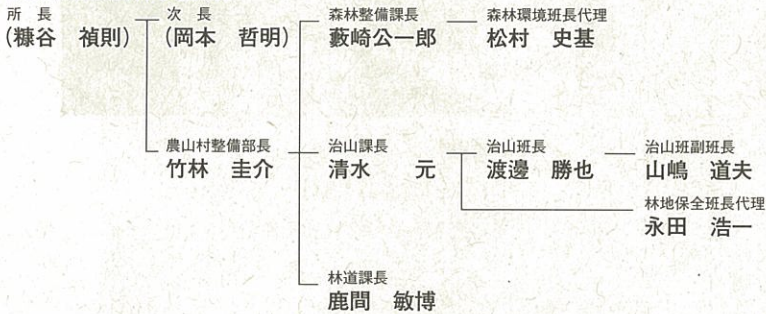 所 長
(糠谷 禎則)
次 長
(岡本 哲明)
農山村整備部長
竹林 圭介
森林整備課長
藪崎公一郎
森林環境班長代理
松村 史基
治山課長
清水 元
治山班長
渡邊 勝也
治山班副班長
山嶋 道夫
林地保全班長代理
永田 浩一
林道課長
鹿間 敏博